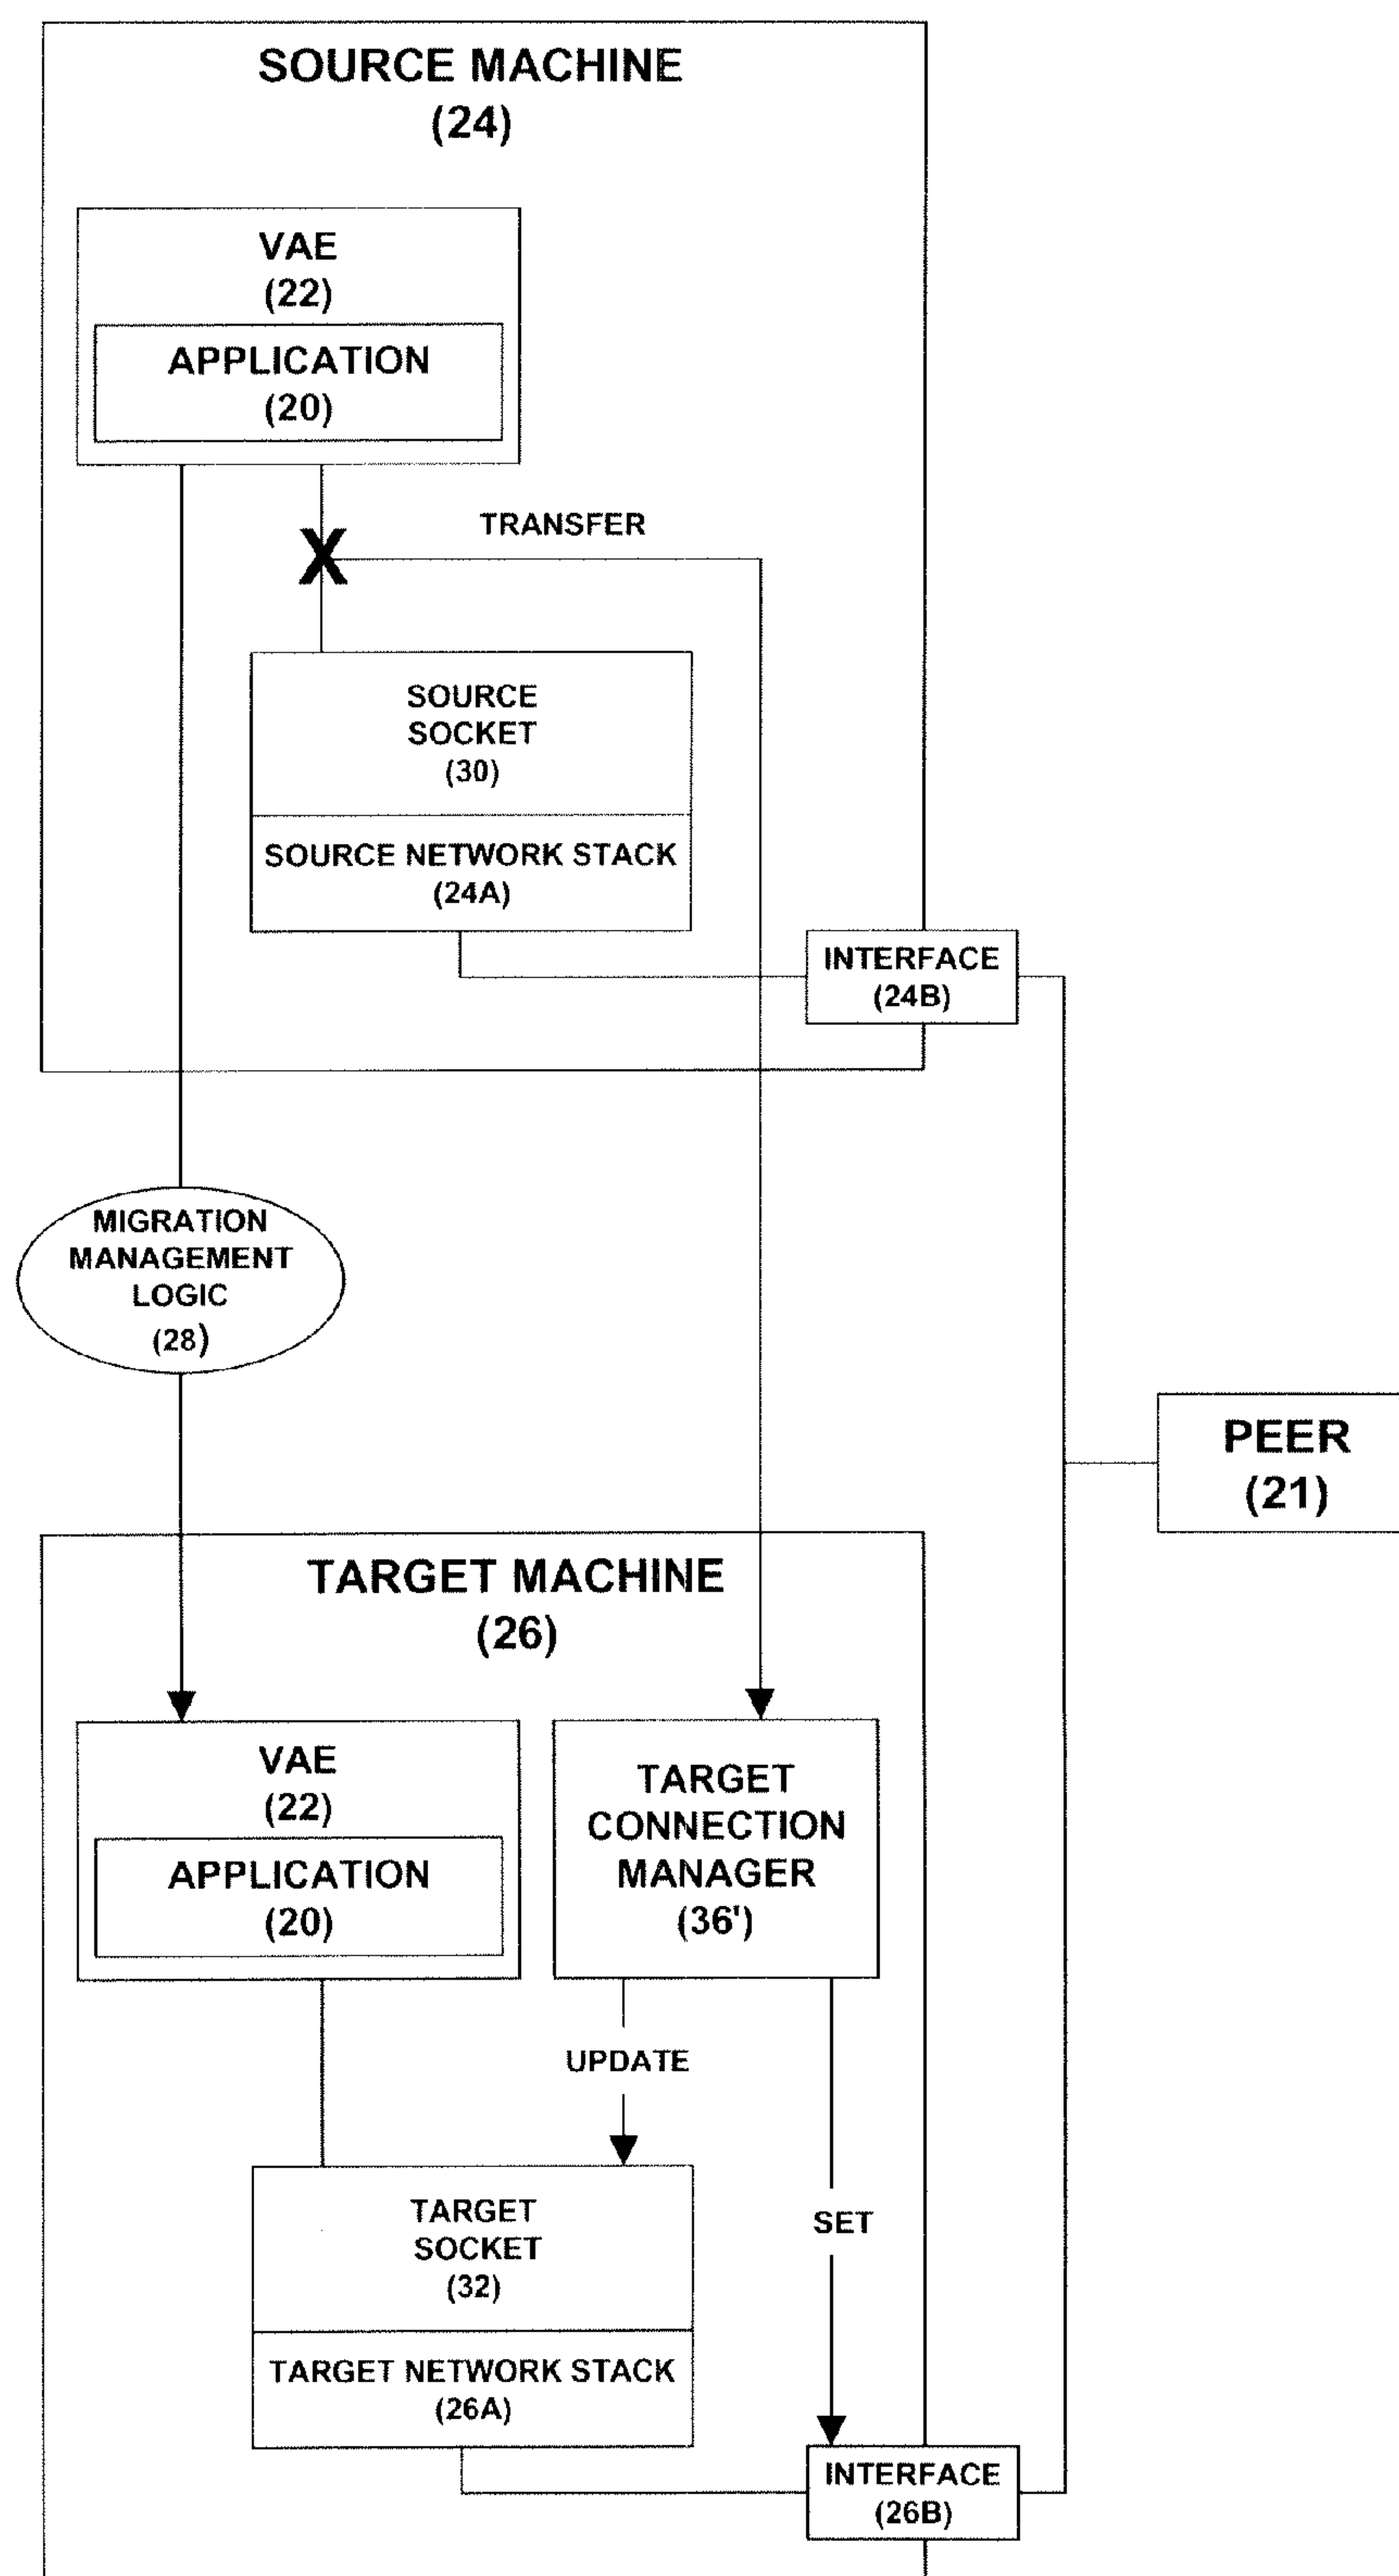 SOURCE MACHINE
(24)
VAE
(22)
APPLICATION
(20)
TRANSFER
X
SOURCE
SOCKET
(30)
SOURCE NETWORK STACK
(24A)
INTERFACE
(24B)
MIGRATION
MANAGEMENT
LOGIC
(28)
PEER
(21)
TARGET MACHINE
(26)
VAE
(22)
APPLICATION
(20)
TARGET
CONNECTION
MANAGER
(36')
UPDATE
TARGET
SOCKET
(32)
SET
TARGET NETWORK STACK
(26A)
INTERFACE
(26B)